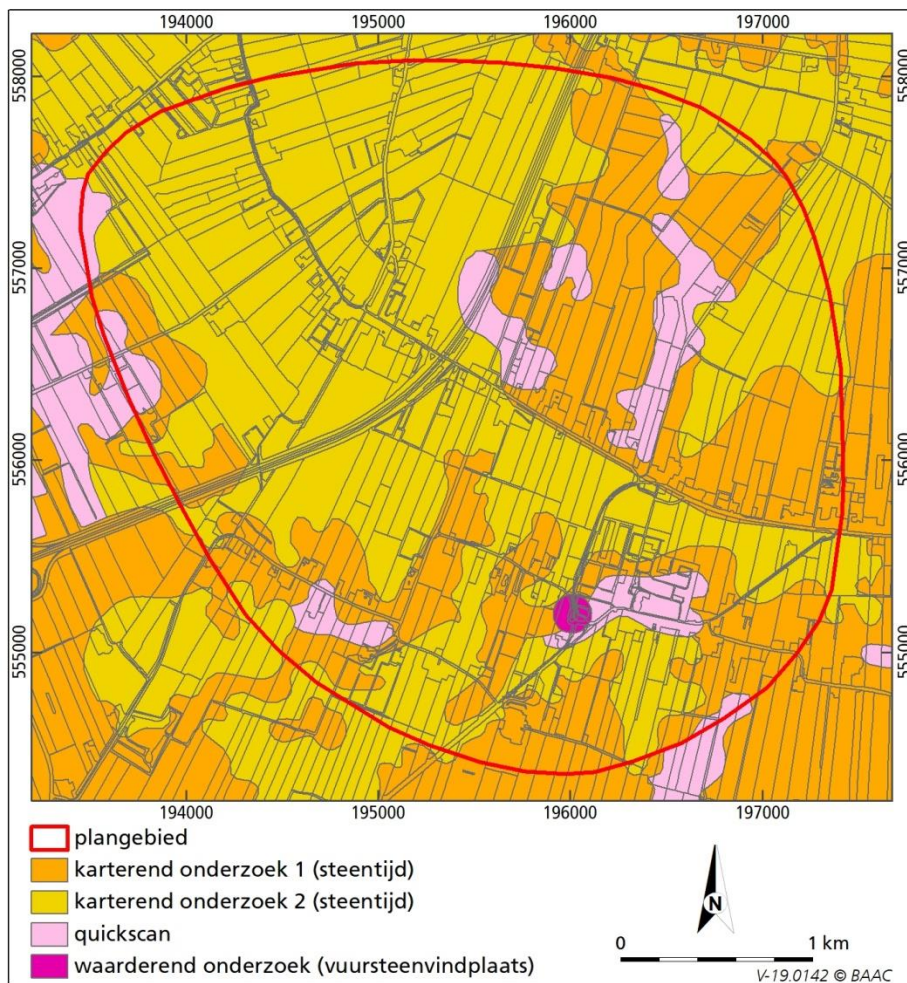 194000 195000 196000 197000
558000 558000
557000 557000
556000 556000
555000 555000
194000 195000 196000 197000
plangebied
karterend onderzoek 1 (steentijd)
karterend onderzoek 2 (steentijd)
quickscan
waarderend onderzoek (vuursteenvindplaats)
N
0 1 km
V-19.0142 © BAAC